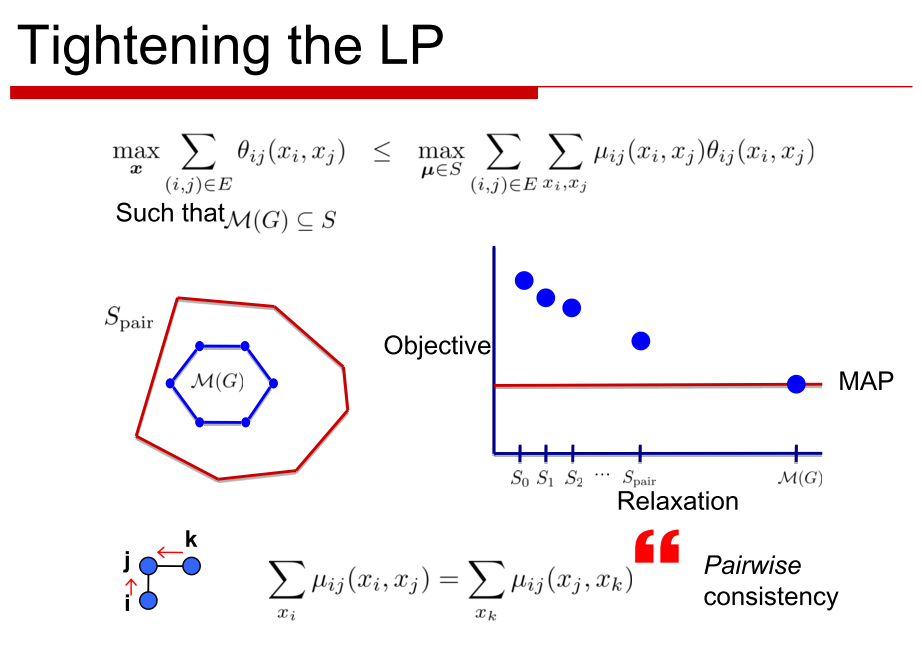 Tightening the LP
$\max_{\boldsymbol{x}} \sum_{(i,j)\in E} \theta_{ij}(x_i, x_j) \leq \max_{\boldsymbol{\mu}\in S} \sum_{(i,j)\in E} \sum_{x_i,x_j} \mu_{ij}(x_i, x_j)\theta_{ij}(x_i, x_j)$
Such that $\mathcal{M}(G) \subseteq S$
$S_{\text{pair}}$
$\mathcal{M}(G)$
Objective
MAP
$S_0$ $S_1$ $S_2$ ... $S_{\text{pair}}$ $\mathcal{M}(G)$
Relaxation
k
j
i
$\sum_{x_i} \mu_{ij}(x_i, x_j) = \sum_{x_k} \mu_{ij}(x_j, x_k)$
“
Pairwise
consistency